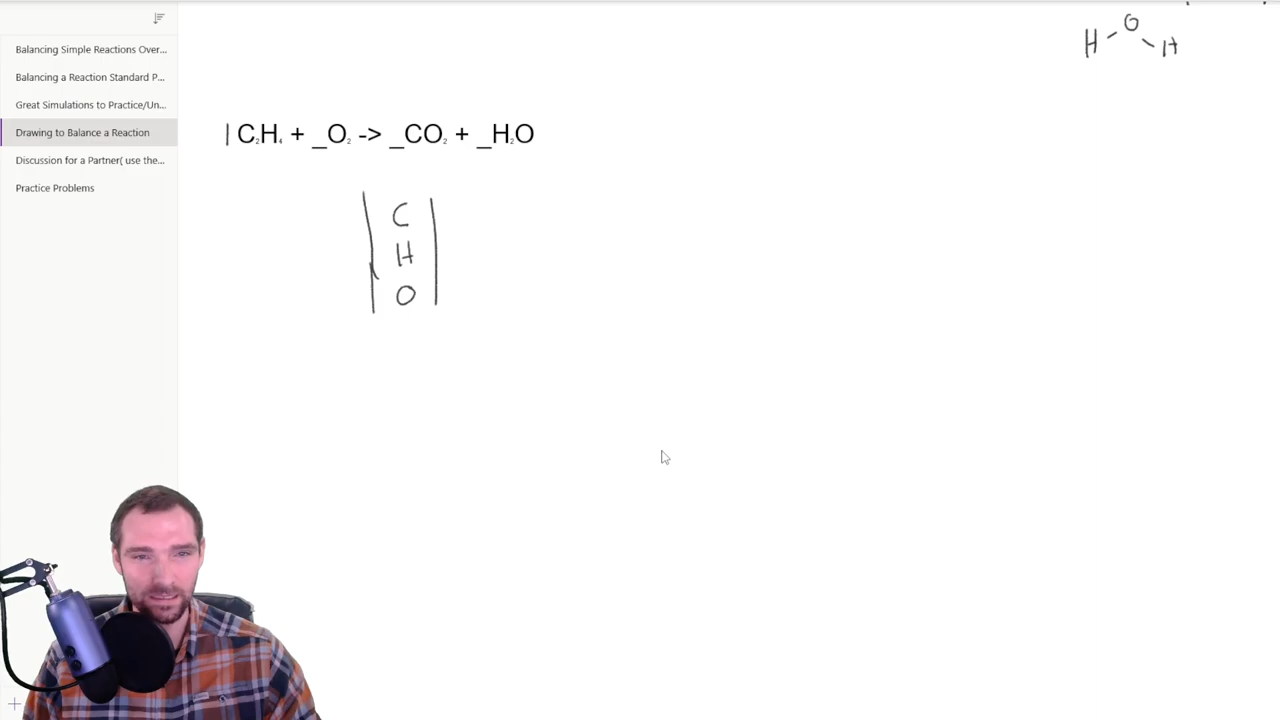 Balancing Simple Reactions Over...
Balancing a Reaction Standard P...
Great Simulations to Practice/Un...
Drawing to Balance a Reaction
Discussion for a Partner( use the...
Practice Problems
O
H H
| C₂H₄ + _O₂ -> _CO₂ + _H₂O
C
H
O